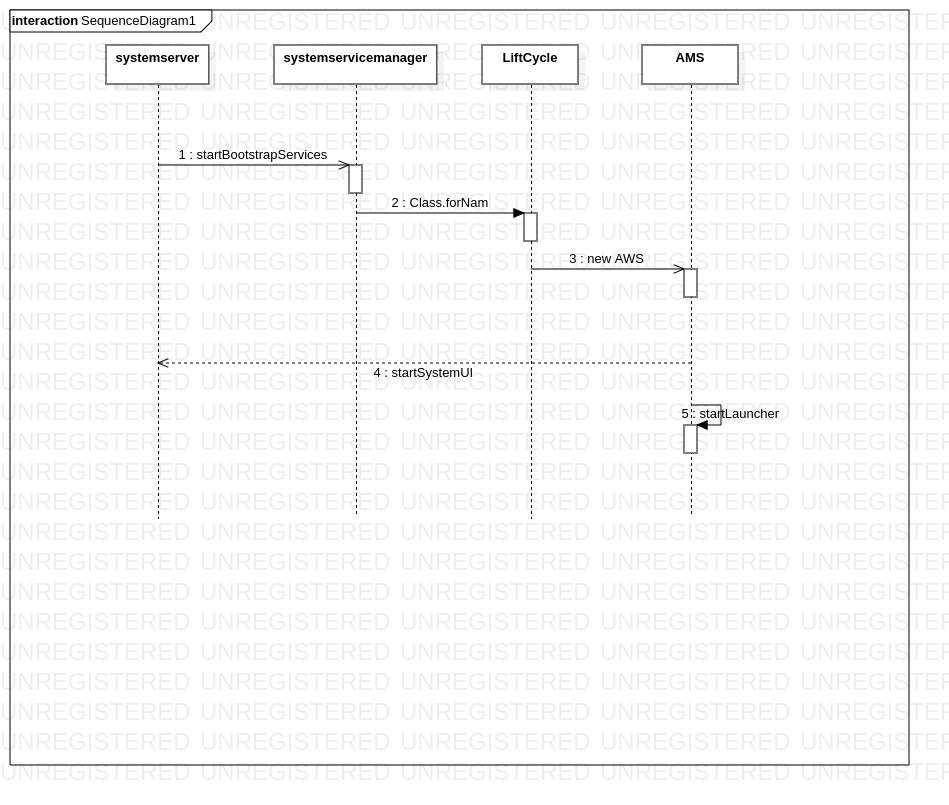 interaction SequenceDiagram1
systemserver
systemservicemanager
LiftCycle
AMS
1 : startBootstrapServices
2 : Class.forNam
3 : new AWS
4 : startSystemUI
5 : startLauncher
UNREGISTERED UNREGISTERED UNREGISTERED UNREGISTERED UNREGISTERED